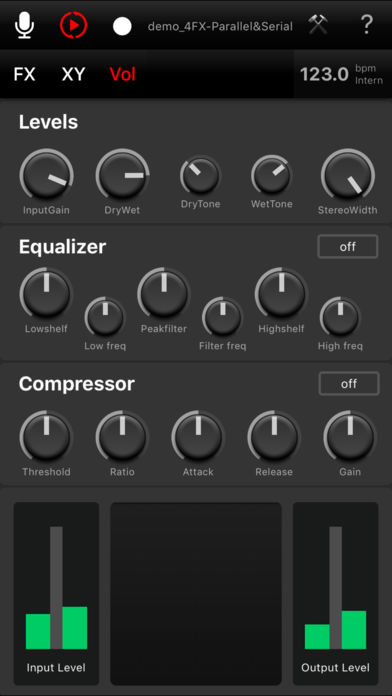 demo_4FX-Parallel&Serial ?
FX XY Vol 123.0 bpm
Intern
Levels
InputGain DryWet DryTone WetTone StereoWidth
Equalizer off
Lowshelf Peakfilter Highshelf
Low freq Filter freq High freq
Compressor off
Threshold Ratio Attack Release Gain
Input Level Output Level